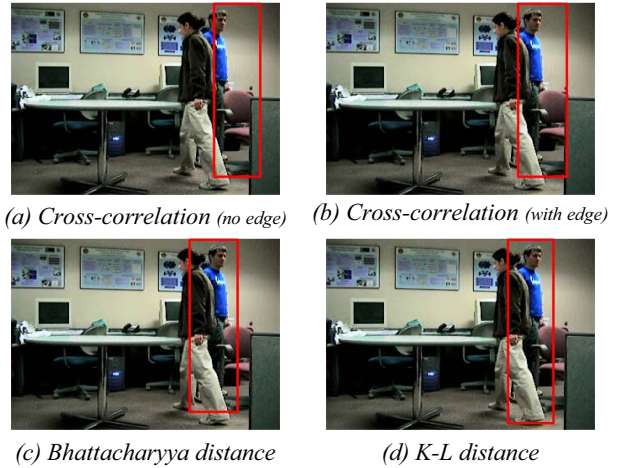 (a) Cross-correlation (no edge)
(b) Cross-correlation (with edge)
(c) Bhattacharyya distance
(d) K-L distance